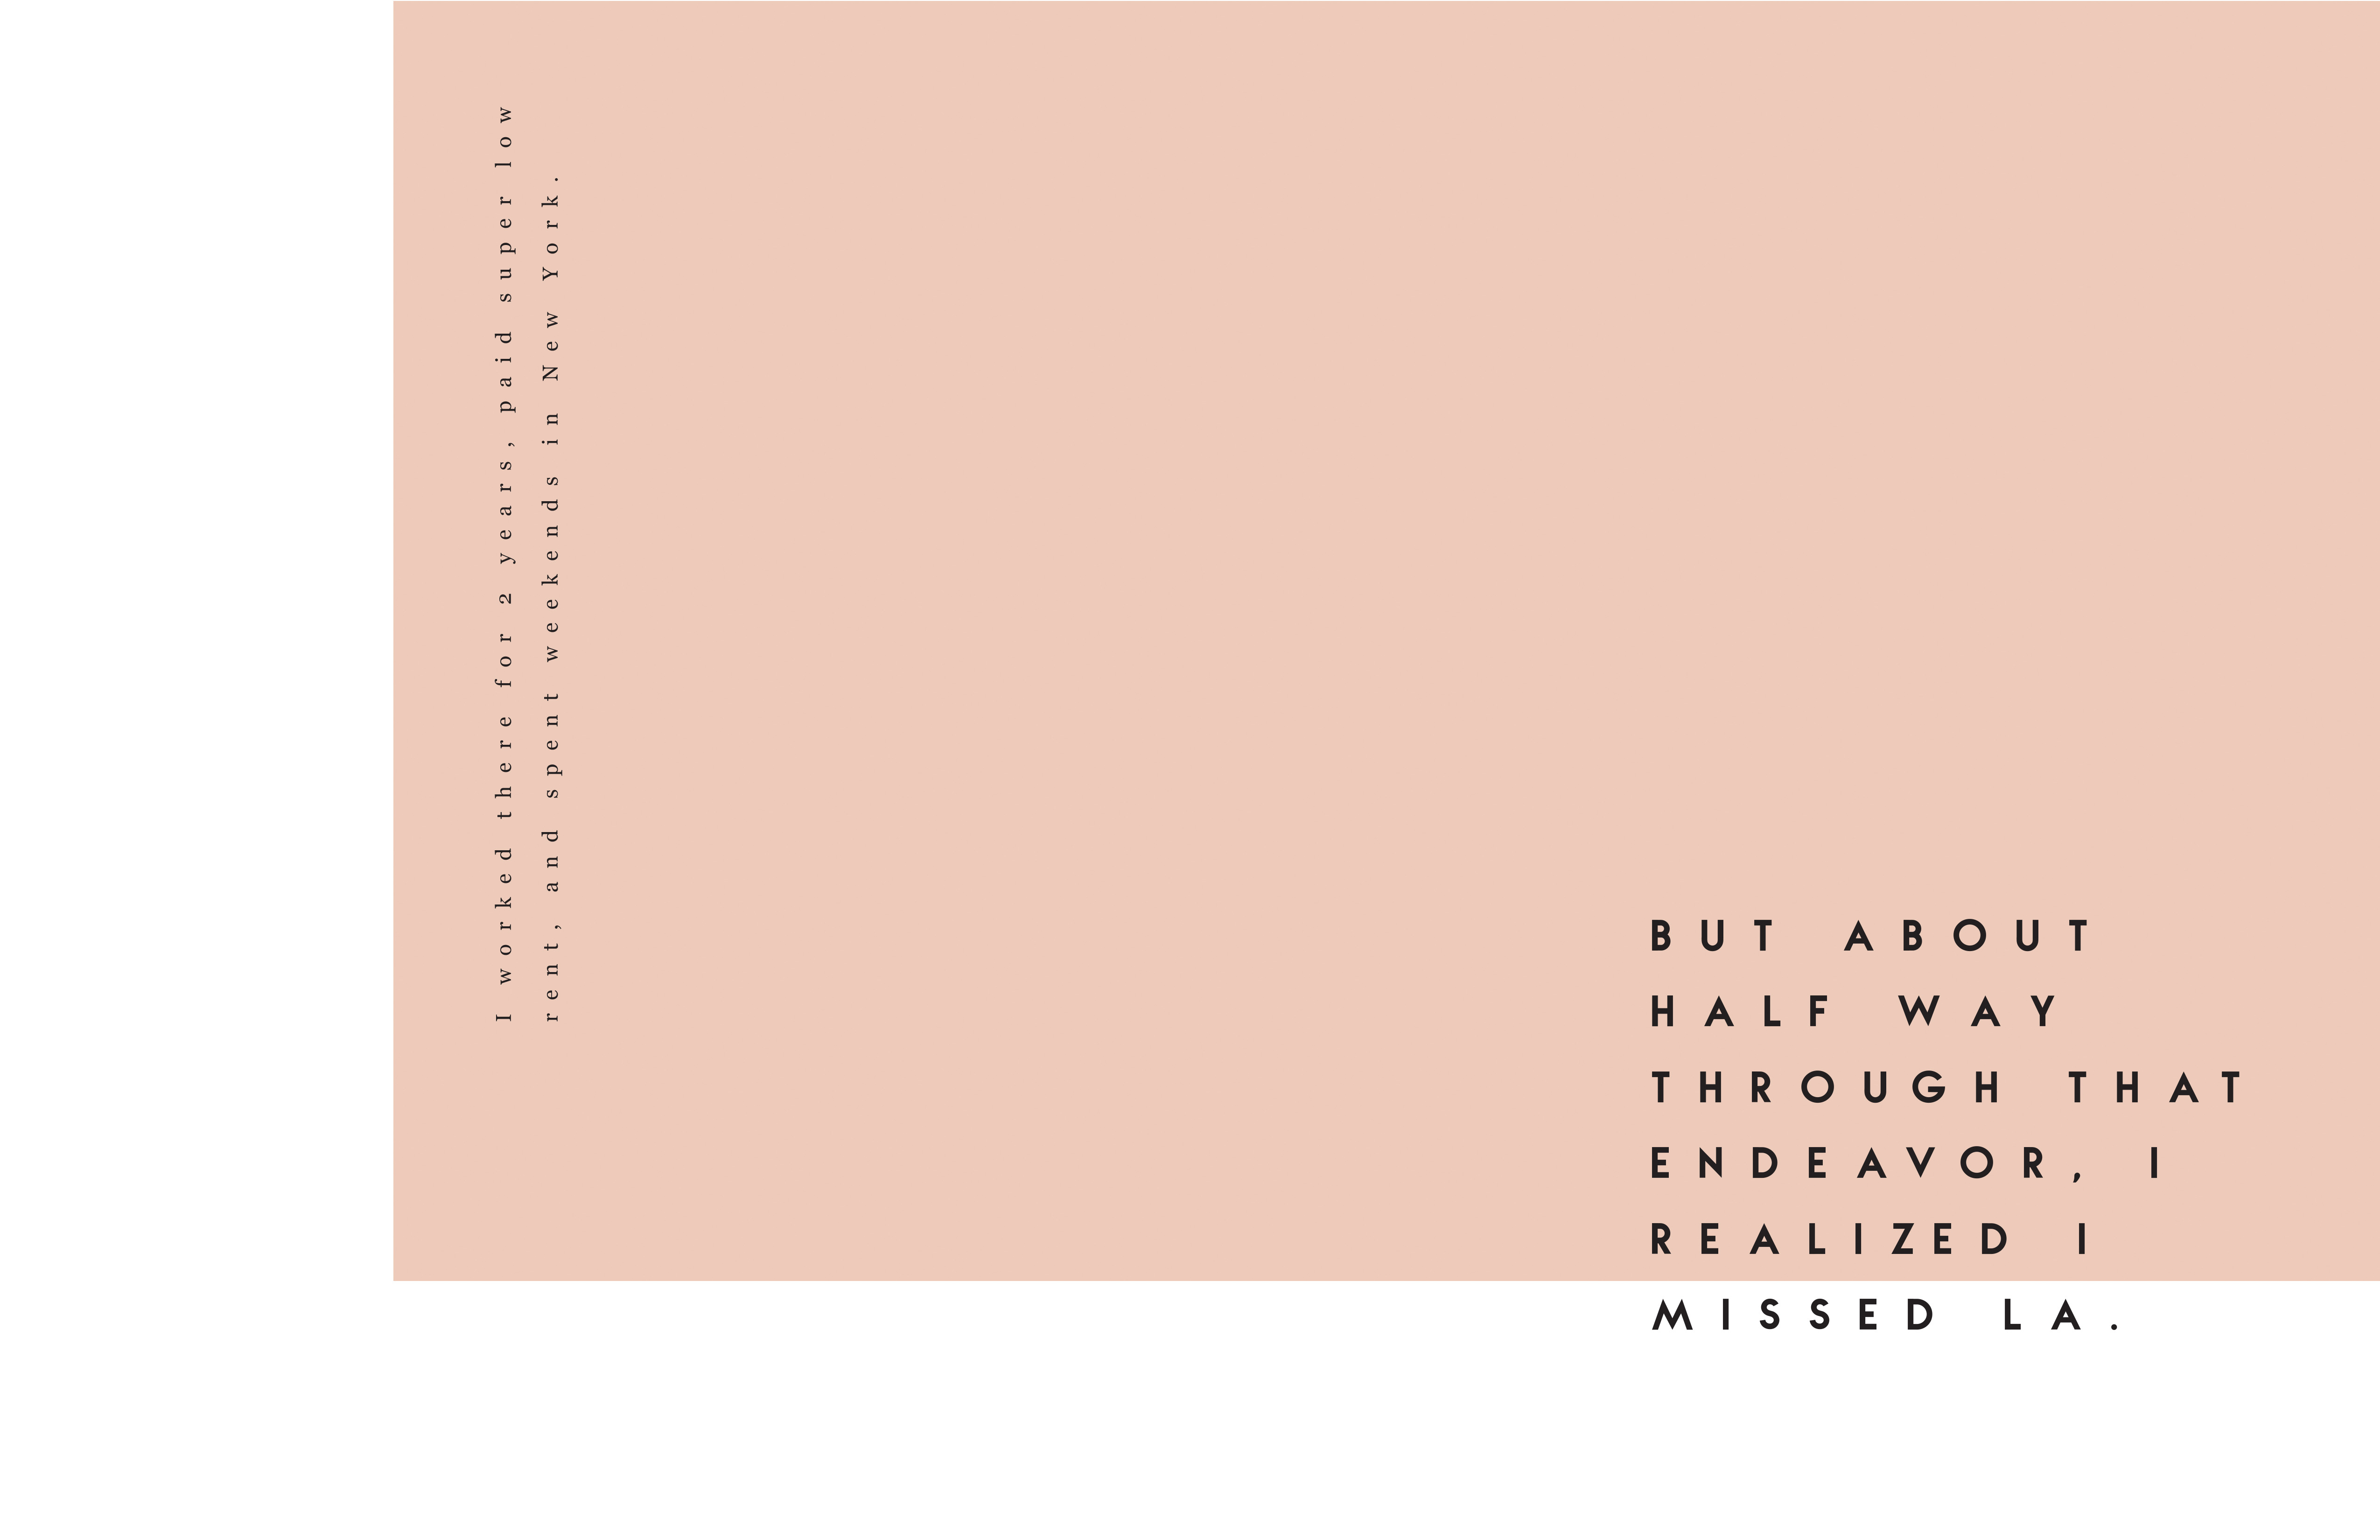 I worked there for 2 years, paid super low
rent, and spent weekends in New York.
BUT ABOUT
HALF WAY
THROUGH THAT
ENDEAVOR, I
REALIZED I
MISSED LA.